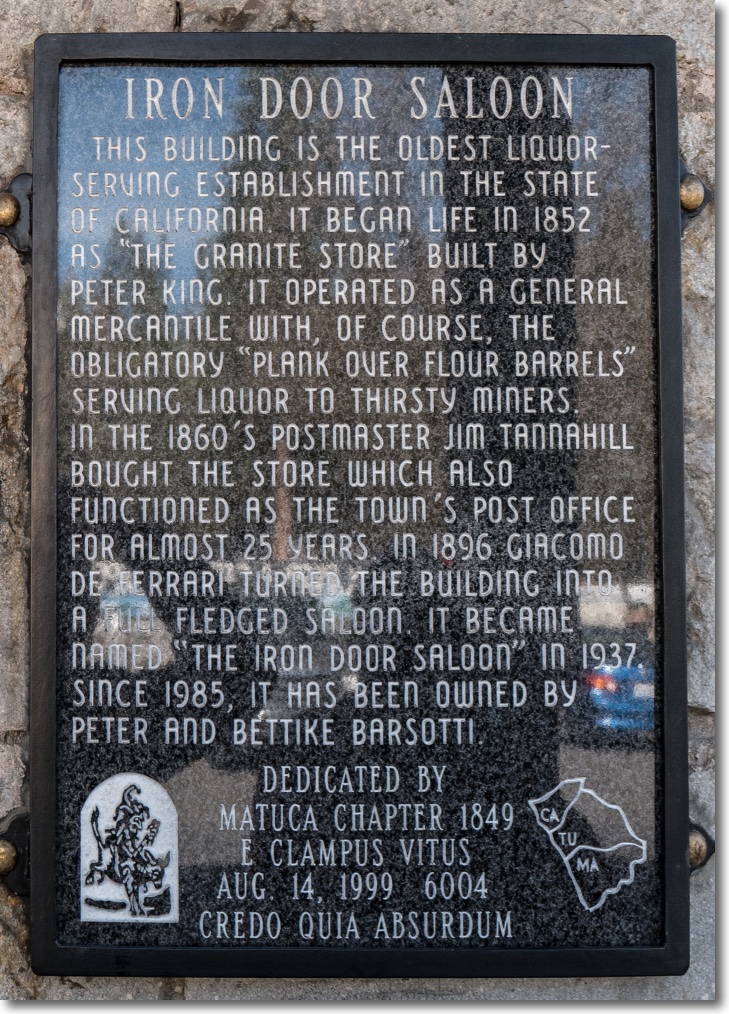 IRON DOOR SALOON
THIS BUILDING IS THE OLDEST LIQUOR-
SERVING ESTABLISHMENT IN THE STATE
OF CALIFORNIA. IT BEGAN LIFE IN 1852
AS "THE GRANITE STORE" BUILT BY
PETER KING. IT OPERATED AS A GENERAL
MERCANTILE WITH, OF COURSE, THE
OBLIGATORY "PLANK OVER FLOUR BARRELS"
SERVING LIQUOR TO THIRSTY MINERS.
IN THE 1860'S POSTMASTER JIM TANNAHILL
BOUGHT THE STORE WHICH ALSO
FUNCTIONED AS THE TOWN'S POST OFFICE
FOR ALMOST 25 YEARS. IN 1896 GIACOMO
DE FERRARI TURNED THE BUILDING INTO
A FULL FLEDGED SALOON. IT BECAME
NAMED "THE IRON DOOR SALOON" IN 1937.
SINCE 1985, IT HAS BEEN OWNED BY
PETER AND BETTIKE BARSOTTI.
DEDICATED BY
MATUCA CHAPTER 1849
E CLAMPUS VITUS
AUG. 14, 1999 6004
CREDO QUIA ABSURDUM
CA
TU
MA